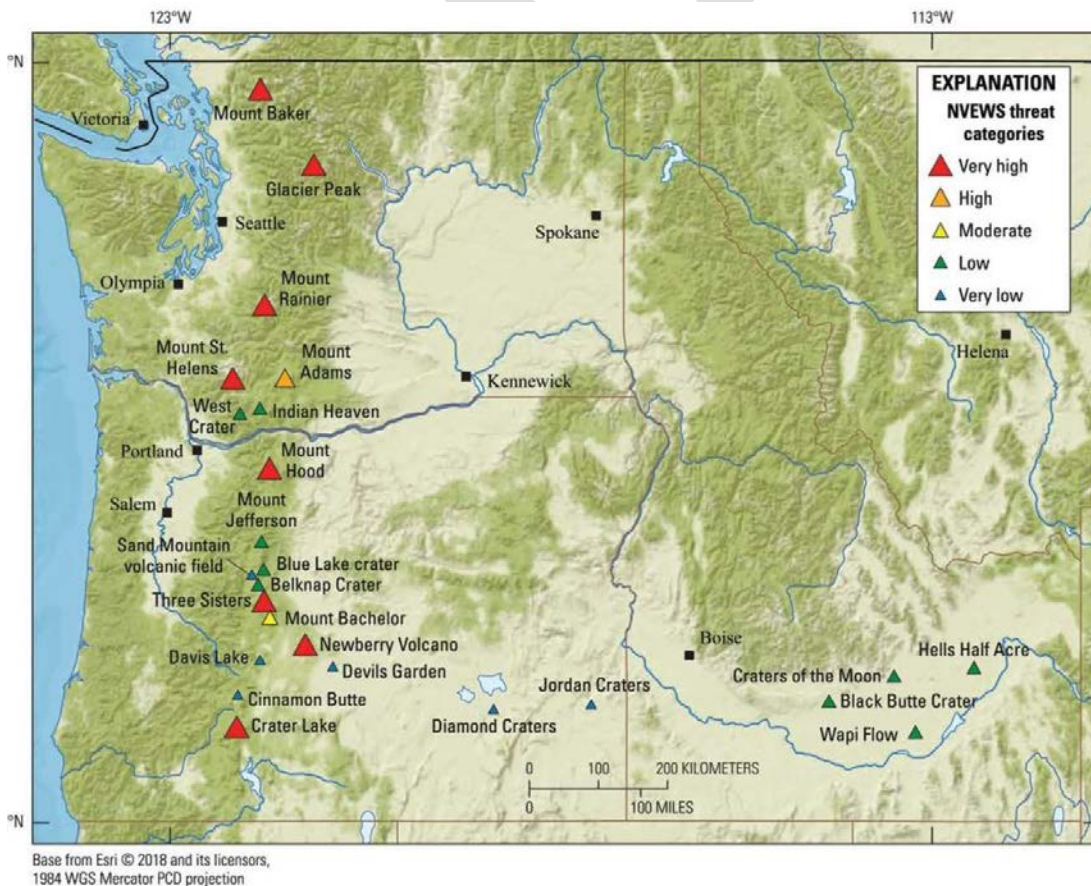 123°W
113°W
°N
Mount Baker
Victoria
Glacier Peak
Seattle
Spokane
Olympia
Mount
Rainier
Helena
Mount St.
Helens
Mount
Adams
Kennewick
West
Crater
Indian Heaven
Portland
Mount
Hood
Salem
Mount
Jefferson
Sand Mountain
volcanic field
Blue Lake crater
Belknap Crater
Three Sisters
Mount Bachelor
Newberry Volcano
Boise
Hells Half Acre
Davis Lake
Devils Garden
Craters of the Moon
Jordan Craters
Cinnamon Butte
Black Butte Crater
Diamond Craters
Crater Lake
Wapi Flow
0 100 200 KILOMETERS
0 100 MILES
°N
EXPLANATION
NVEWS threat
categories
Very high
High
Moderate
Low
Very low
Base from Esri © 2018 and its licensors,
1984 WGS Mercator PCD projection